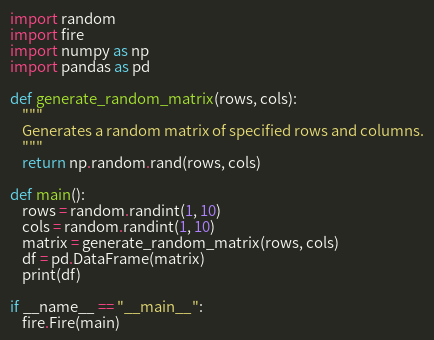 import random
import fire
import numpy as np
import pandas as pd

def generate_random_matrix(rows, cols):
    """
    Generates a random matrix of specified rows and columns.
    """
    return np.random.rand(rows, cols)

def main():
    rows = random.randint(1, 10)
    cols = random.randint(1, 10)
    matrix = generate_random_matrix(rows, cols)
    df = pd.DataFrame(matrix)
    print(df)

if __name__ == "__main__":
    fire.Fire(main)